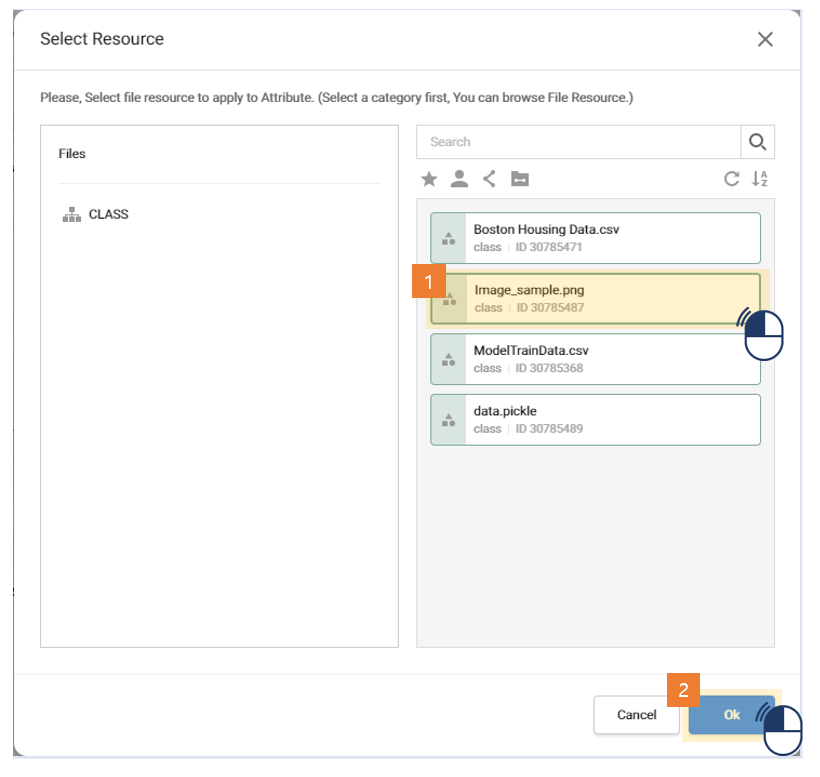 Select Resource
Please, Select file resource to apply to Attribute. (Select a category first, You can browse File Resource.)
Files
CLASS
Search
A
Z
Boston Housing Data.csv
class | ID 30785471
1
Image_sample.png
class | ID 30785487
ModelTrainData.csv
class | ID 30785368
data.pickle
class | ID 30785489
2
Cancel
Ok